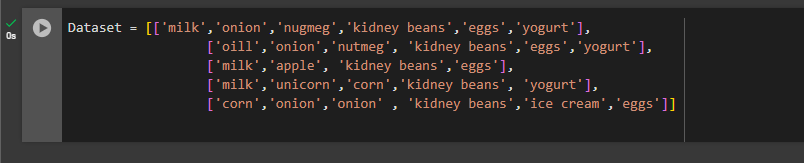 Dataset = [['milk','onion','nugmeg','kidney beans','eggs','yogurt'],
['oill','onion','nutmeg', 'kidney beans','eggs','yogurt'],
['milk','apple', 'kidney beans','eggs'],
['milk','unicorn','corn','kidney beans', 'yogurt'],
['corn','onion','onion' , 'kidney beans','ice cream','eggs']]
0s